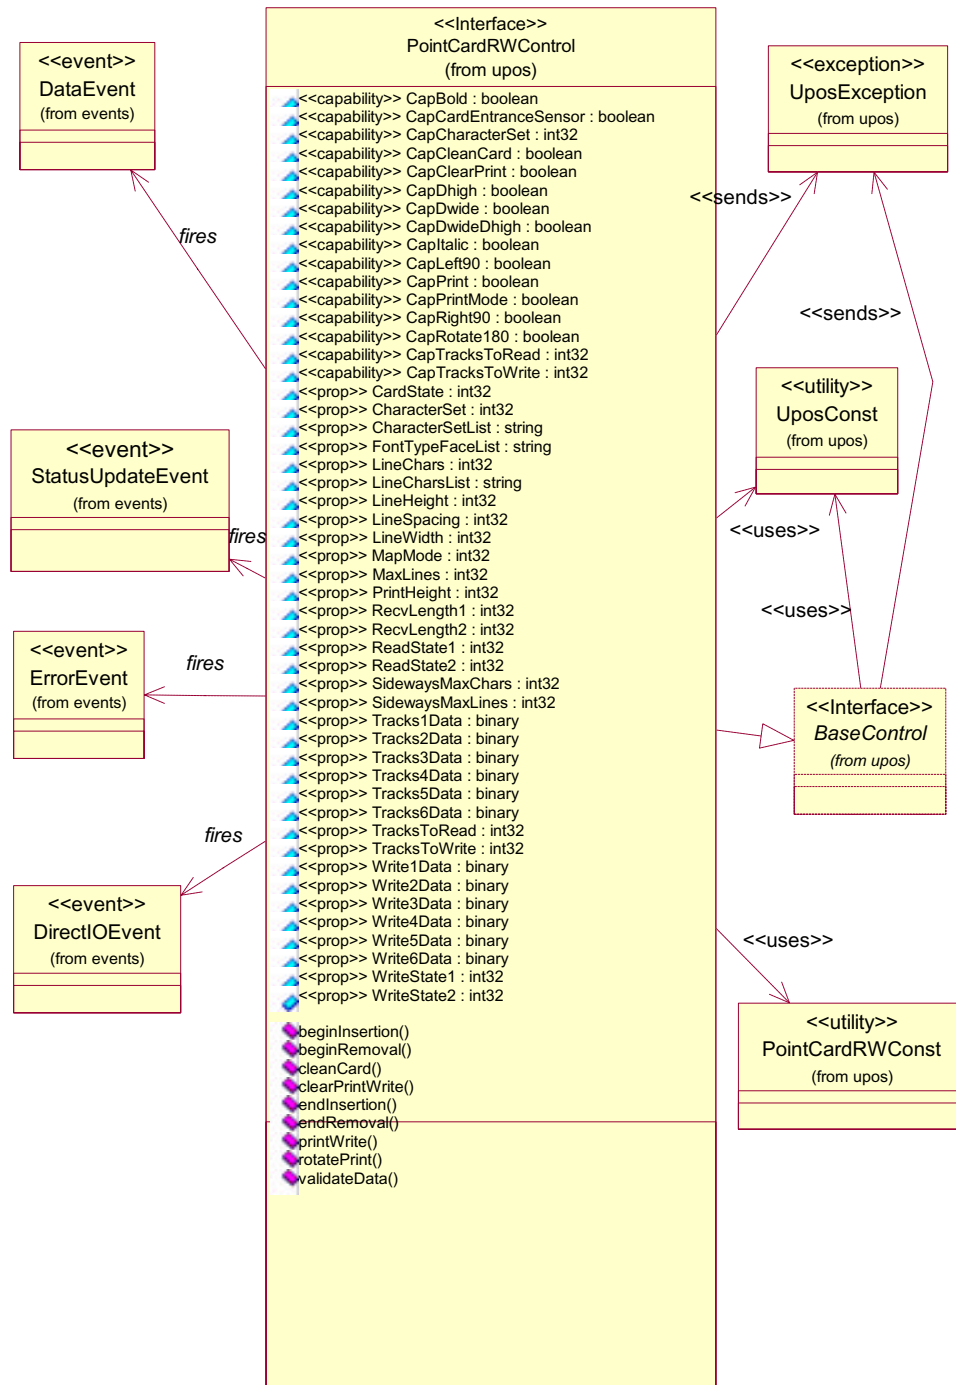 <<Interface>>
PointCardRWControl
(from upos)
<<capability>> CapBold : boolean
<<capability>> CapCardEntranceSensor : boolean
<<capability>> CapCharacterSet : int32
<<capability>> CapCleanCard : boolean
<<capability>> CapClearPrint : boolean
<<capability>> CapDhigh : boolean
<<capability>> CapDwide : boolean
<<capability>> CapDwideDhigh : boolean
<<capability>> CapItalic : boolean
<<capability>> CapLeft90 : boolean
<<capability>> CapPrint : boolean
<<capability>> CapPrintMode : boolean
<<capability>> CapRight90 : boolean
<<capability>> CapRotate180 : boolean
<<capability>> CapTracksToRead : int32
<<capability>> CapTracksToWrite : int32
<<prop>> CardState : int32
<<prop>> CharacterSet : int32
<<prop>> CharacterSetList : string
<<prop>> FontTypeFaceList : string
<<prop>> LineChars : int32
<<prop>> LineCharsList : string
<<prop>> LineHeight : int32
<<prop>> LineSpacing : int32
<<prop>> LineWidth : int32
<<prop>> MapMode : int32
<<prop>> MaxLines : int32
<<prop>> PrintHeight : int32
<<prop>> RecvLength1 : int32
<<prop>> RecvLength2 : int32
<<prop>> ReadState1 : int32
<<prop>> ReadState2 : int32
<<prop>> SidewaysMaxChars : int32
<<prop>> SidewaysMaxLines : int32
<<prop>> Tracks1Data : binary
<<prop>> Tracks2Data : binary
<<prop>> Tracks3Data : binary
<<prop>> Tracks4Data : binary
<<prop>> Tracks5Data : binary
<<prop>> Tracks6Data : binary
<<prop>> TracksToRead : int32
<<prop>> TracksToWrite : int32
<<prop>> Write1Data : binary
<<prop>> Write2Data : binary
<<prop>> Write3Data : binary
<<prop>> Write4Data : binary
<<prop>> Write5Data : binary
<<prop>> Write6Data : binary
<<prop>> WriteState1 : int32
<<prop>> WriteState2 : int32
beginInsertion()
beginRemoval()
cleanCard()
clearPrintWrite()
endInsertion()
endRemoval()
printWrite()
rotatePrint()
validateData()
<<event>>
DataEvent
(from events)
fires
<<event>>
StatusUpdateEvent
(from events)
fires
<<event>>
ErrorEvent
(from events)
fires
<<event>>
DirectIOEvent
(from events)
fires
<<exception>>
UposException
(from upos)
<<sends>>
<<sends>>
<<utility>>
UposConst
(from upos)
<<uses>>
<<uses>>
<<Interface>>
BaseControl
(from upos)
<<uses>>
<<utility>>
PointCardRWConst
(from upos)